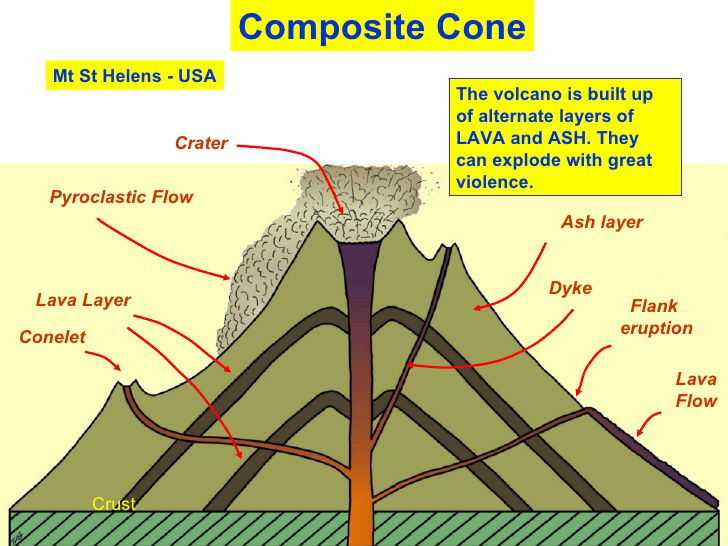 Composite Cone
Mt St Helens - USA
The volcano is built up
of alternate layers of
LAVA and ASH. They
can explode with great
violence.
Crater
Pyroclastic Flow
Ash layer
Dyke
Lava Layer
Flank
eruption
Conelet
Lava
Flow
Crust